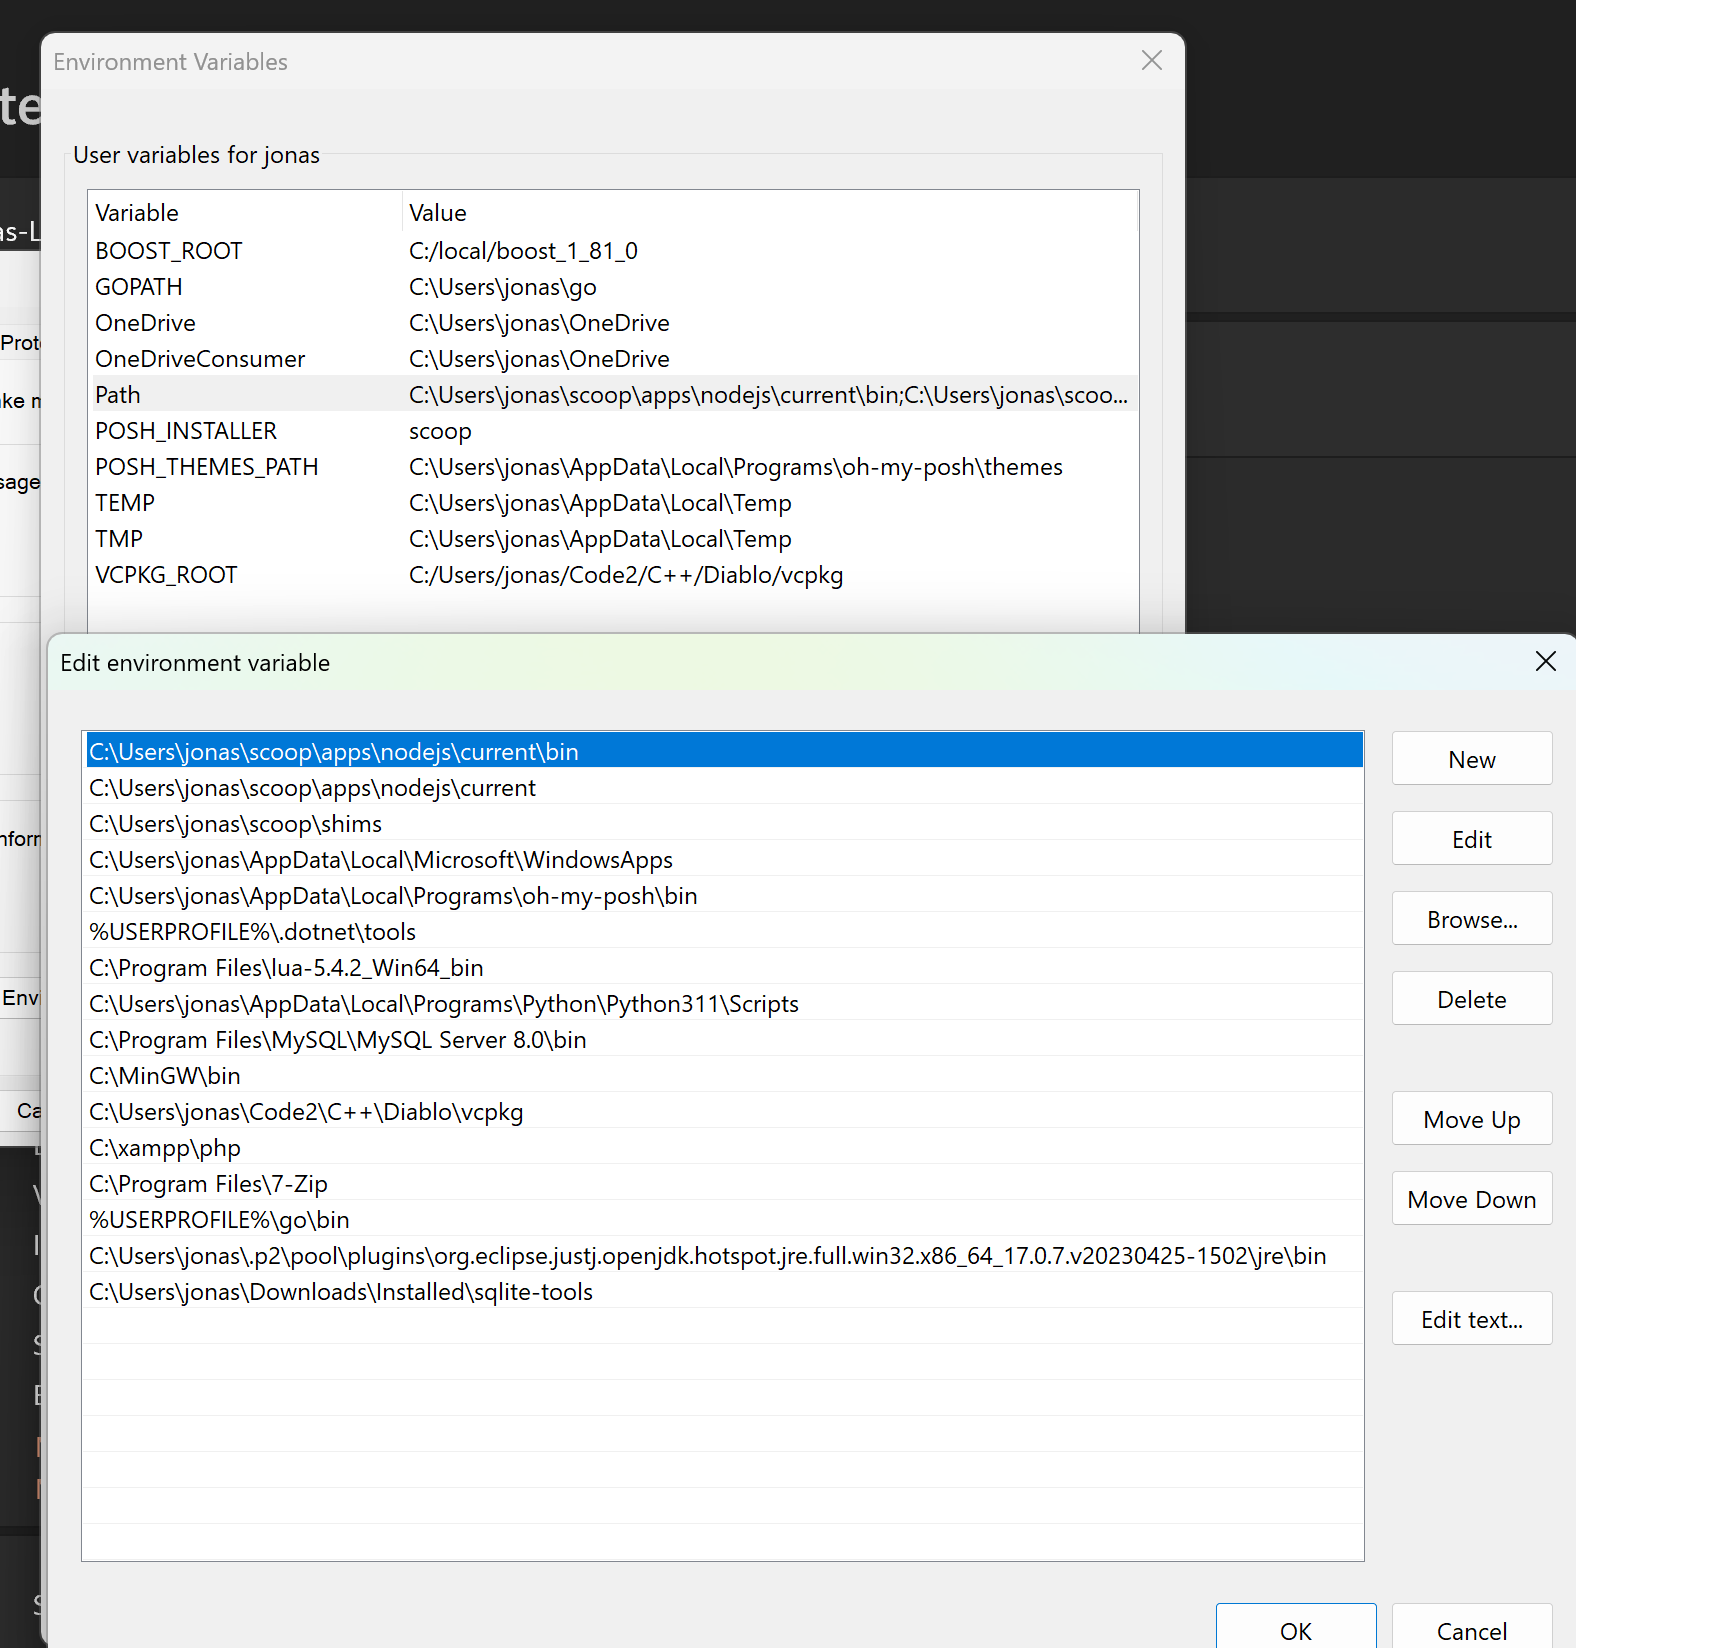 Environment Variables
te
User variables for jonas
Variable Value
as-L
BOOST_ROOT C:/local/boost_1_81_0
GOPATH C:\Users\jonas\go
OneDrive C:\Users\jonas\OneDrive
Prot
OneDriveConsumer C:\Users\jonas\OneDrive
ke m
Path C:\Users\jonas\scoop\apps\nodejs\current\bin;C:\Users\jonas\scoo...
POSH_INSTALLER scoop
POSH_THEMES_PATH C:\Users\jonas\AppData\Local\Programs\oh-my-posh\themes
sage
TEMP C:\Users\jonas\AppData\Local\Temp
TMP C:\Users\jonas\AppData\Local\Temp
VCPKG_ROOT C:/Users/jonas/Code2/C++/Diablo/vcpkg
Edit environment variable
C:\Users\jonas\scoop\apps\nodejs\current\bin
New
C:\Users\jonas\scoop\apps\nodejs\current
C:\Users\jonas\scoop\shims
Edit
C:\Users\jonas\AppData\Local\Microsoft\WindowsApps
C:\Users\jonas\AppData\Local\Programs\oh-my-posh\bin
Browse...
%USERPROFILE%\.dotnet\tools
C:\Program Files\lua-5.4.2_Win64_bin
Envi
C:\Users\jonas\AppData\Local\Programs\Python\Python311\Scripts
Delete
C:\Program Files\MySQL\MySQL Server 8.0\bin
C:\MinGW\bin
Ca
C:\Users\jonas\Code2\C++\Diablo\vcpkg
Move Up
C:\xampp\php
C:\Program Files\7-Zip
Move Down
%USERPROFILE%\go\bin
C:\Users\jonas\.p2\pool\plugins\org.eclipse.justj.openjdk.hotspot.jre.full.win32.x86_64_17.0.7.v20230425-1502\jre\bin
C:\Users\jonas\Downloads\Installed\sqlite-tools
Edit text...
OK
Cancel